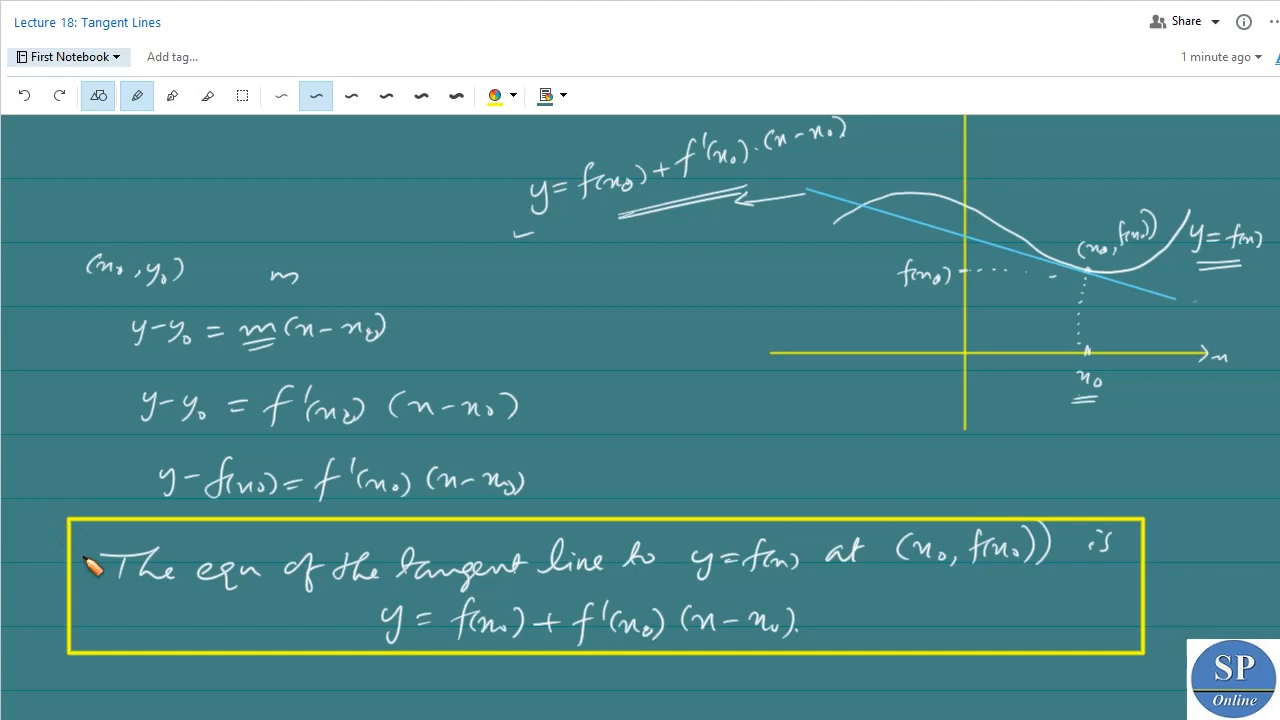 Lecture 18: Tangent Lines
Share
First Notebook
Add tag...
1 minute ago
y = f(x₀) + f'(x₀)·(x-x₀)
(x₀, f(x₀))
y = f(x)
f(x₀)
x
x₀
(x₀, y₀) m
y-y₀ = m(x-x₀)
y-y₀ = f'(x₀) (x-x₀)
y-f(x₀) = f'(x₀) (x-x₀)
The equn of the tangent line to y=f(x) at (x₀, f(x₀)) is
y = f(x₀) + f'(x₀) (x-x₀).
SP
Online